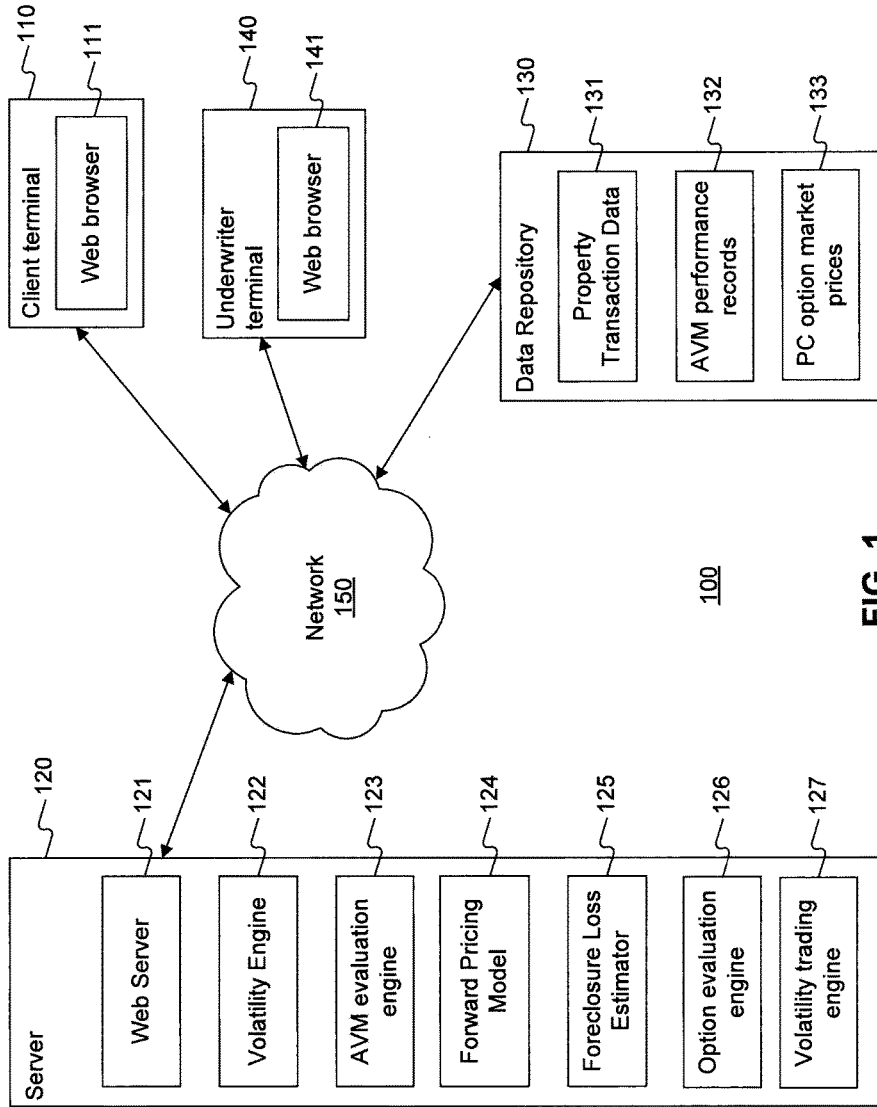 Server
120
Web Server
121
Volatility Engine
122
AVM evaluation
engine
123
Forward Pricing
Model
124
Foreclosure Loss
Estimator
125
Option evaluation
engine
126
Volatility trading
engine
127
Network
150
Client terminal
110
Web browser
111
Underwriter
terminal
140
Web browser
141
Data Repository
130
Property
Transaction Data
131
AVM performance
records
132
PC option market
prices
133
100
FIG. 1